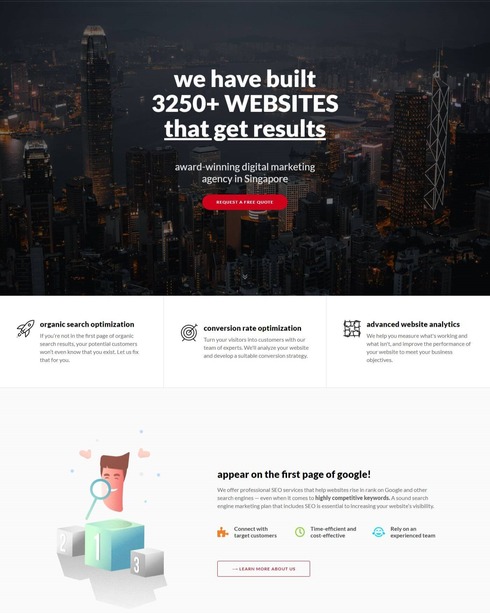 we have built
3250+ WEBSITES
that get results
award-winning digital marketing
agency in Singapore
REQUEST A FREE QUOTE
organic search optimization
If you're not in the first page of organic
search results, your potential customers
won't even know that you exist. Let us fix
that for you.
conversion rate optimization
Turn your visitors into customers with our
team of experts. We'll analyze your website
and develop a suitable conversion strategy.
advanced website analytics
We help you measure what's working and
what isn't, and improve the performance of
your website to meet your business
objectives.
2
1
3
appear on the first page of google!
We offer professional SEO services that help websites rise in rank on Google and other
search engines — even when it comes to highly competitive keywords. A sound search
engine marketing plan that includes SEO is essential to increasing your website's visibility.
Connect with
target customers
Time-efficient and
cost-effective
Rely on an
experienced team
LEARN MORE ABOUT US